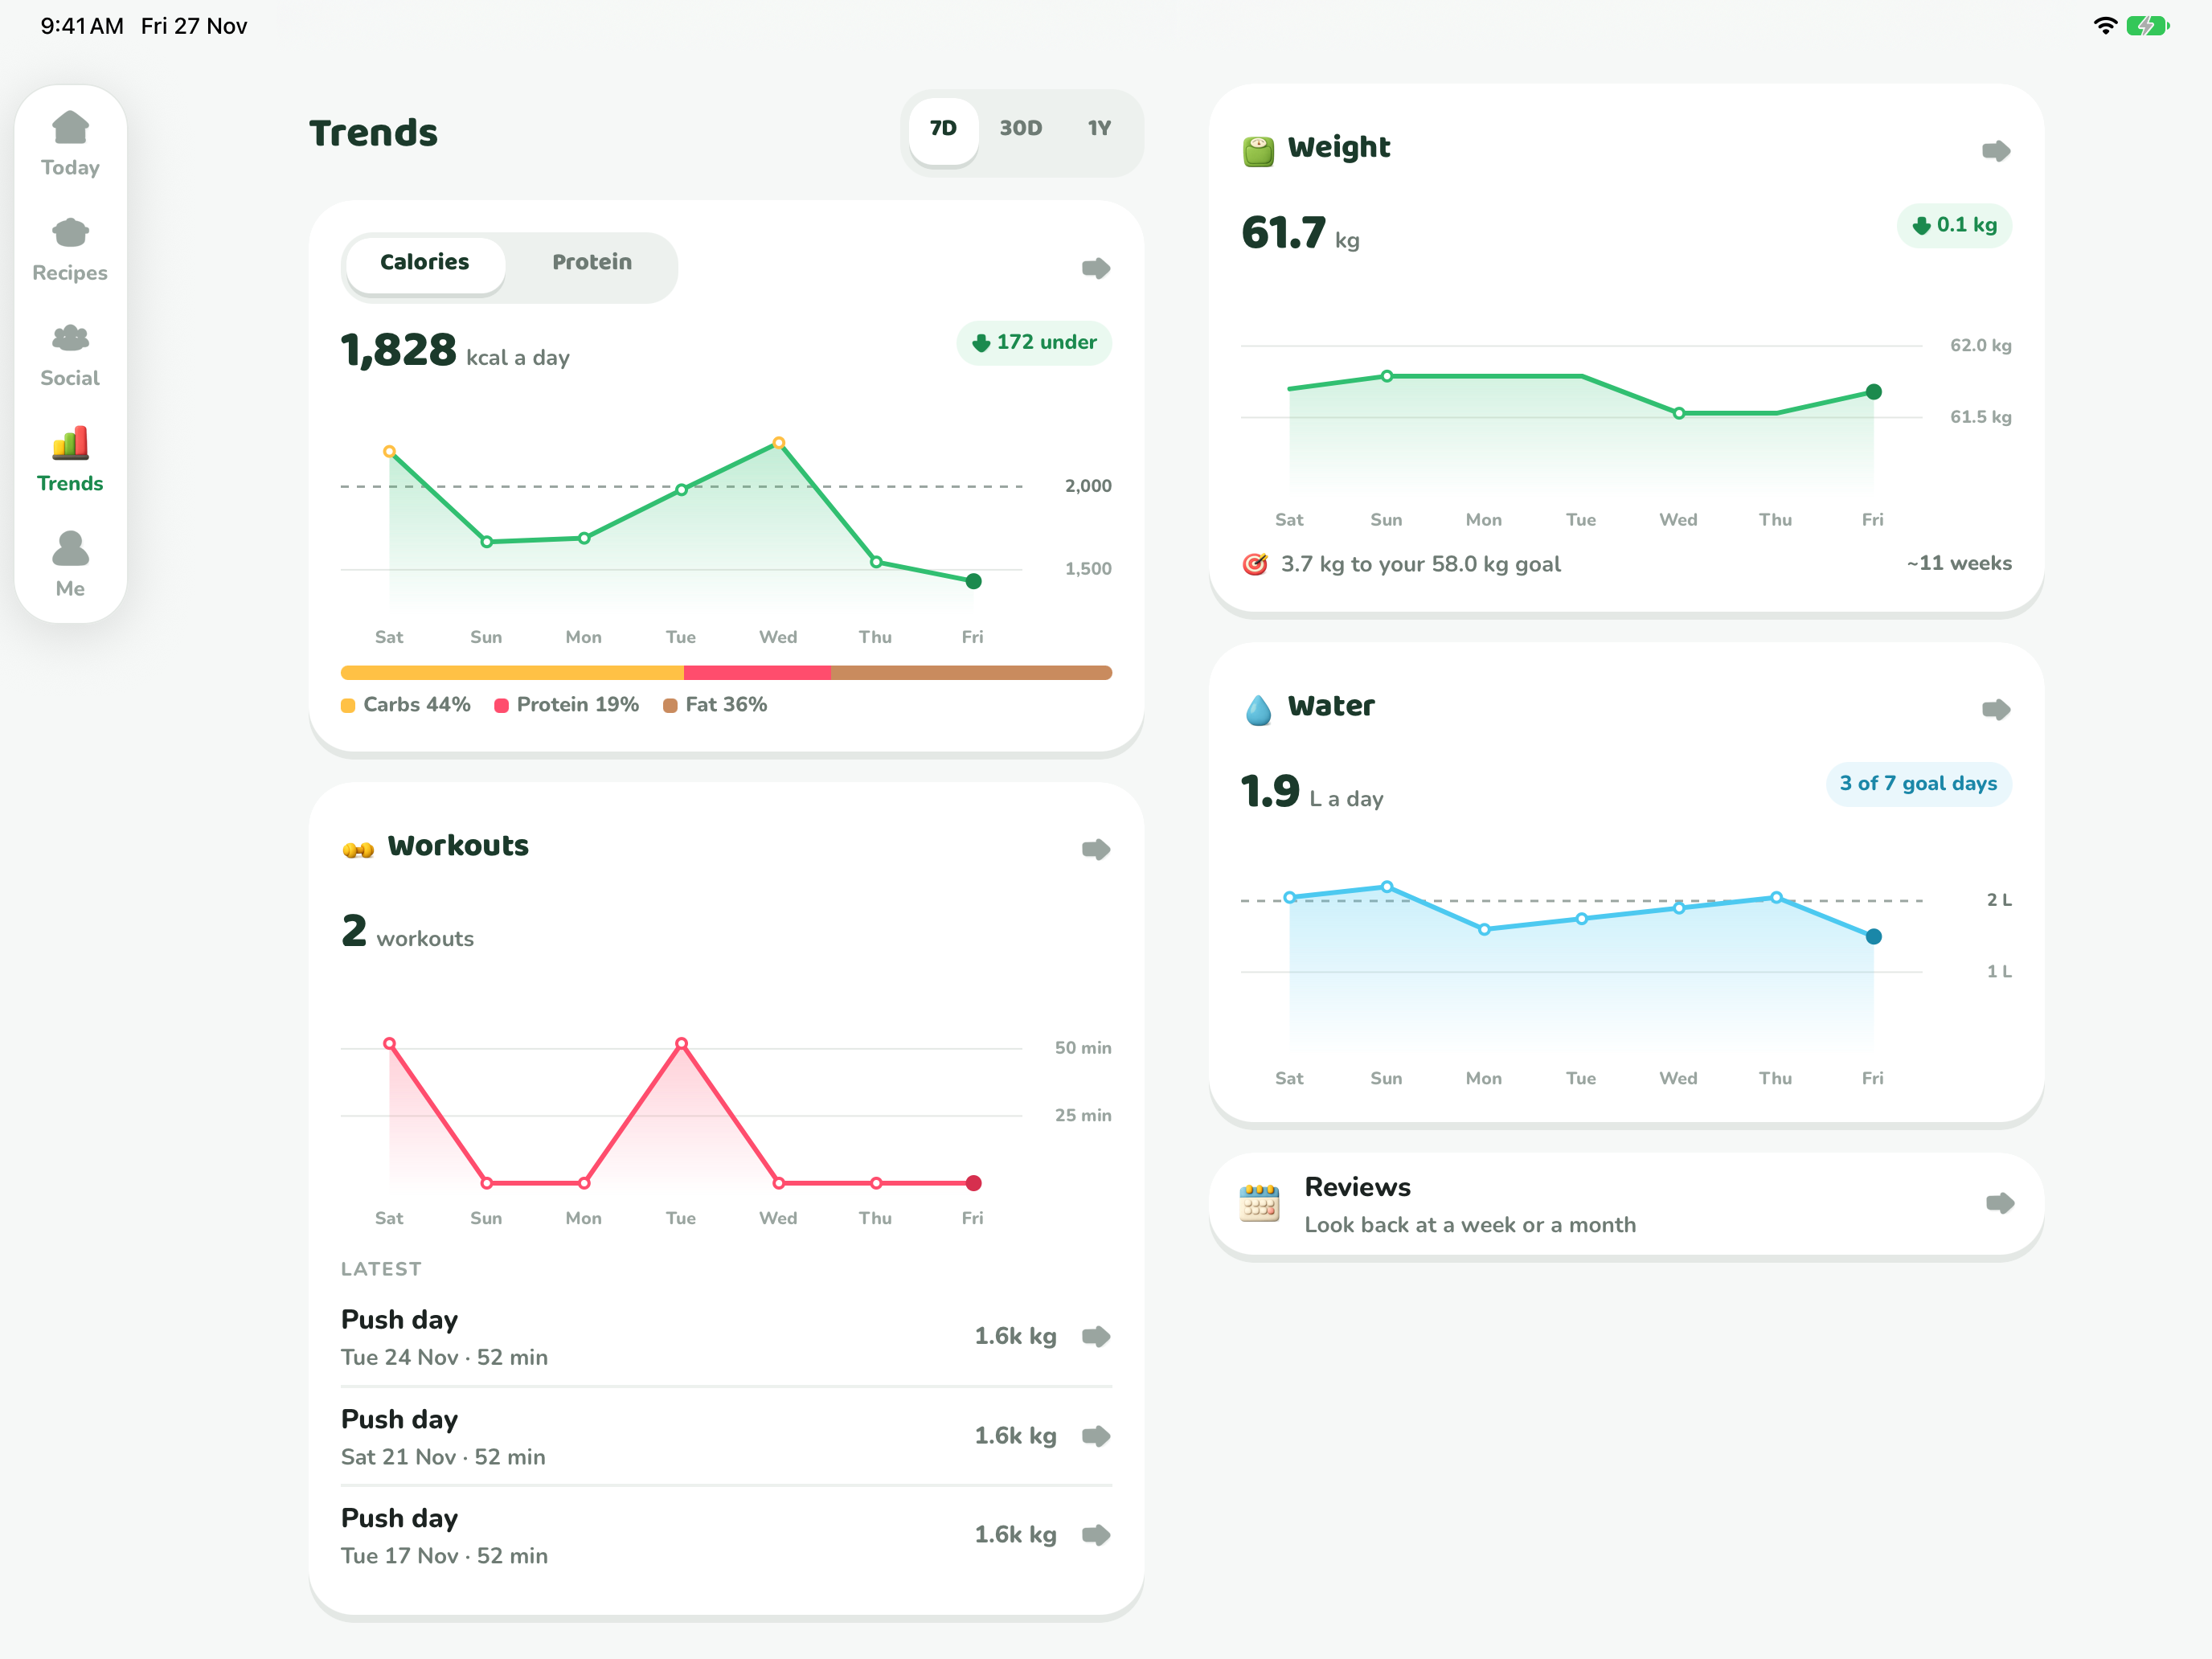 9:41 AM Fri 27 Nov
Today
Recipes
Social
Trends
Me
Trends
7D 30D 1Y
Calories Protein
1,828 kcal a day
172 under
2,000
1,500
Sat Sun Mon Tue Wed Thu Fri
Carbs 44% Protein 19% Fat 36%
Workouts
2 workouts
50 min
25 min
Sat Sun Mon Tue Wed Thu Fri
LATEST
Push day
Tue 24 Nov · 52 min
1.6k kg
Push day
Sat 21 Nov · 52 min
1.6k kg
Push day
Tue 17 Nov · 52 min
1.6k kg
Weight
61.7 kg
0.1 kg
62.0 kg
61.5 kg
Sat Sun Mon Tue Wed Thu Fri
3.7 kg to your 58.0 kg goal
~11 weeks
Water
1.9 L a day
3 of 7 goal days
2 L
1 L
Sat Sun Mon Tue Wed Thu Fri
Reviews
Look back at a week or a month